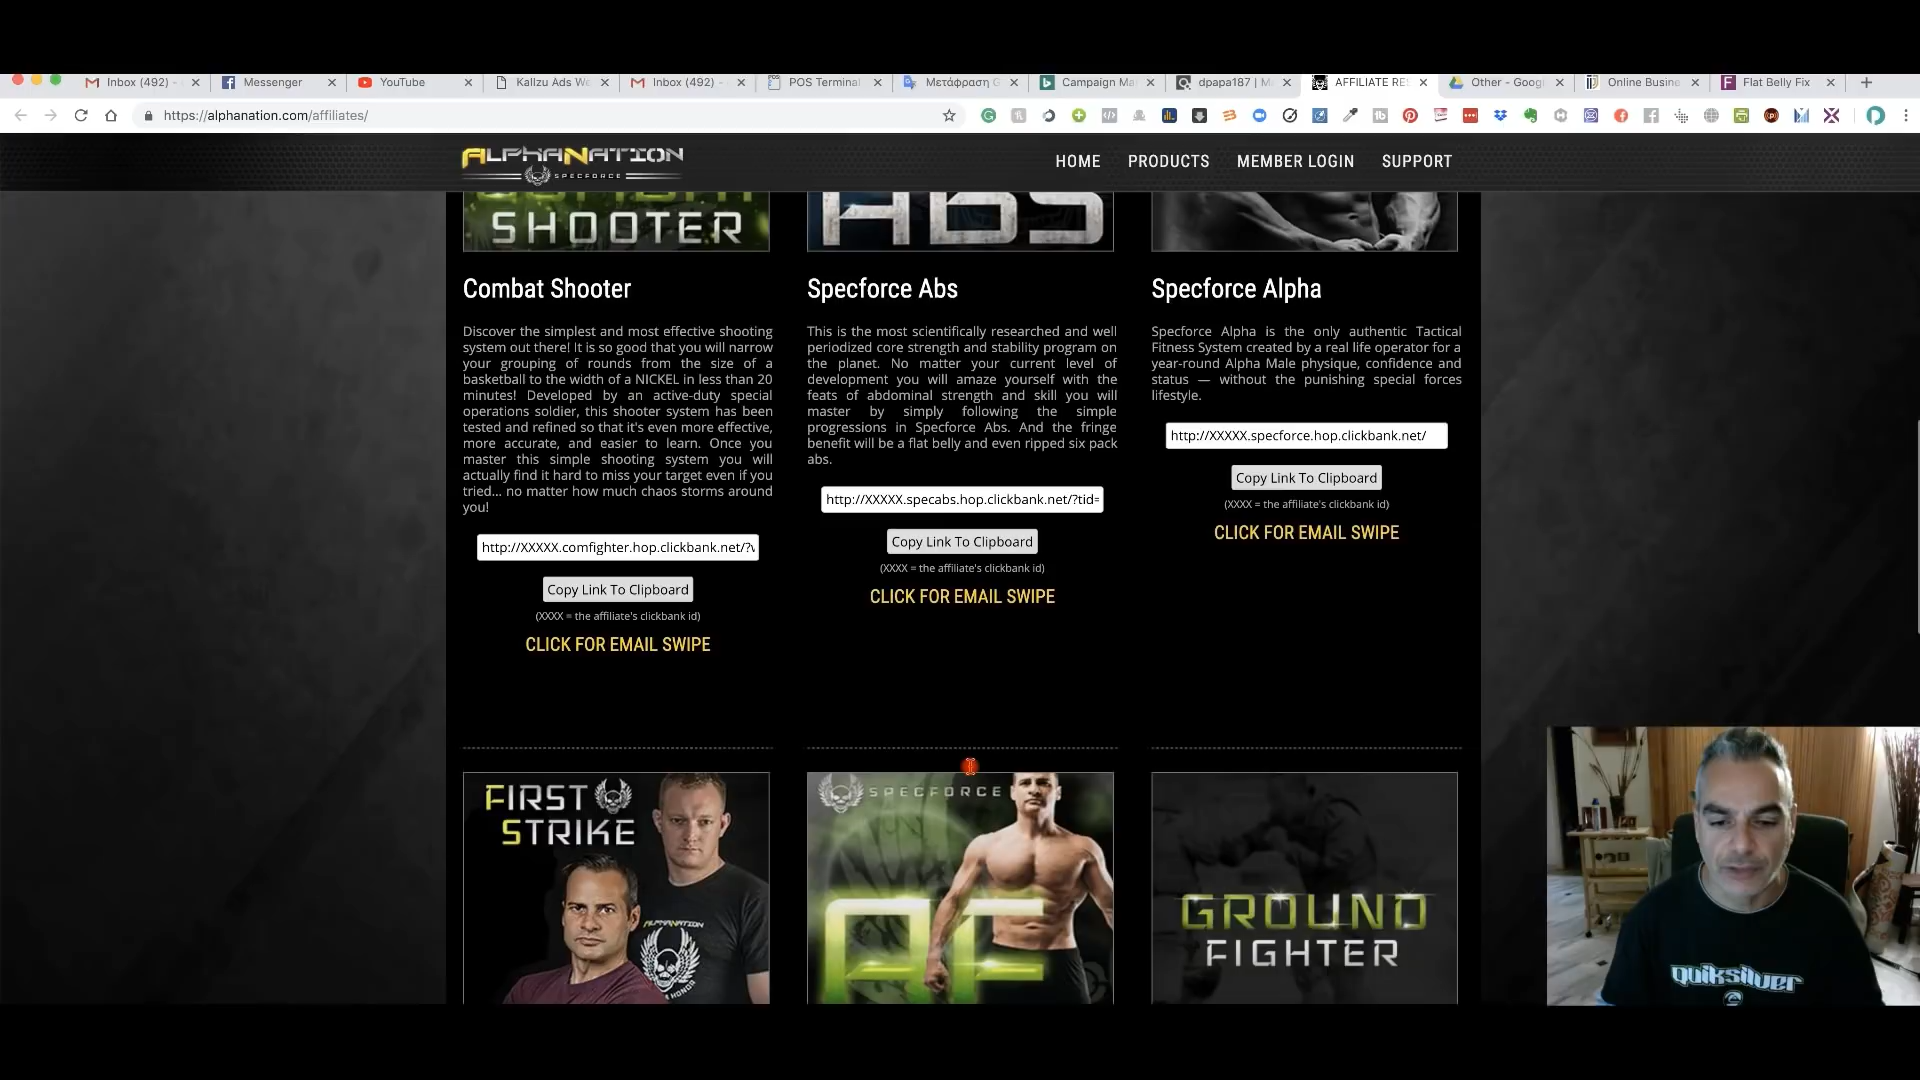 Inbox (492) -
Messenger
YouTube
Kallzu Ads Wo
Inbox (492) -
POS Terminal
Μετάφραση G
Campaign Ma
dpapa187 | M
AFFILIATE RES
Other - Goog
Online Busine
Flat Belly Fix
https://alphanation.com/affiliates/
ALPHANATION
SPECFORCE
HOME
PRODUCTS
MEMBER LOGIN
SUPPORT
SHOOTER
ABS
Combat Shooter
Discover the simplest and most effective shooting
system out there! It is so good that you will narrow
your grouping of rounds from the size of a
basketball to the width of a NICKEL in less than 20
minutes! Developed by an active-duty special
operations soldier, this shooter system has been
tested and refined so that it's even more effective,
more accurate, and easier to learn. Once you
master this simple shooting system you will
actually find it hard to miss your target even if you
tried... no matter how much chaos storms around
you!
http://XXXXX.comfighter.hop.clickbank.net/?v
Copy Link To Clipboard
(XXXX = the affiliate's clickbank id)
CLICK FOR EMAIL SWIPE
Specforce Abs
This is the most scientifically researched and well
periodized core strength and stability program on
the planet. No matter your current level of
development you will amaze yourself with the
feats of abdominal strength and skill you will
master by simply following the simple
progressions in Specforce Abs. And the fringe
benefit will be a flat belly and even ripped six pack
abs.
http://XXXXX.specabs.hop.clickbank.net/?tid=
Copy Link To Clipboard
(XXXX = the affiliate's clickbank id)
CLICK FOR EMAIL SWIPE
Specforce Alpha
Specforce Alpha is the only authentic Tactical
Fitness System created by a real life operator for a
year-round Alpha Male physique, confidence and
status — without the punishing special forces
lifestyle.
http://XXXXX.specforce.hop.clickbank.net/
Copy Link To Clipboard
(XXXX = the affiliate's clickbank id)
CLICK FOR EMAIL SWIPE
FIRST
STRIKE
ALPHANATION
HONOR
SPECFORCE
AF
GROUND
FIGHTER
Quiksilver